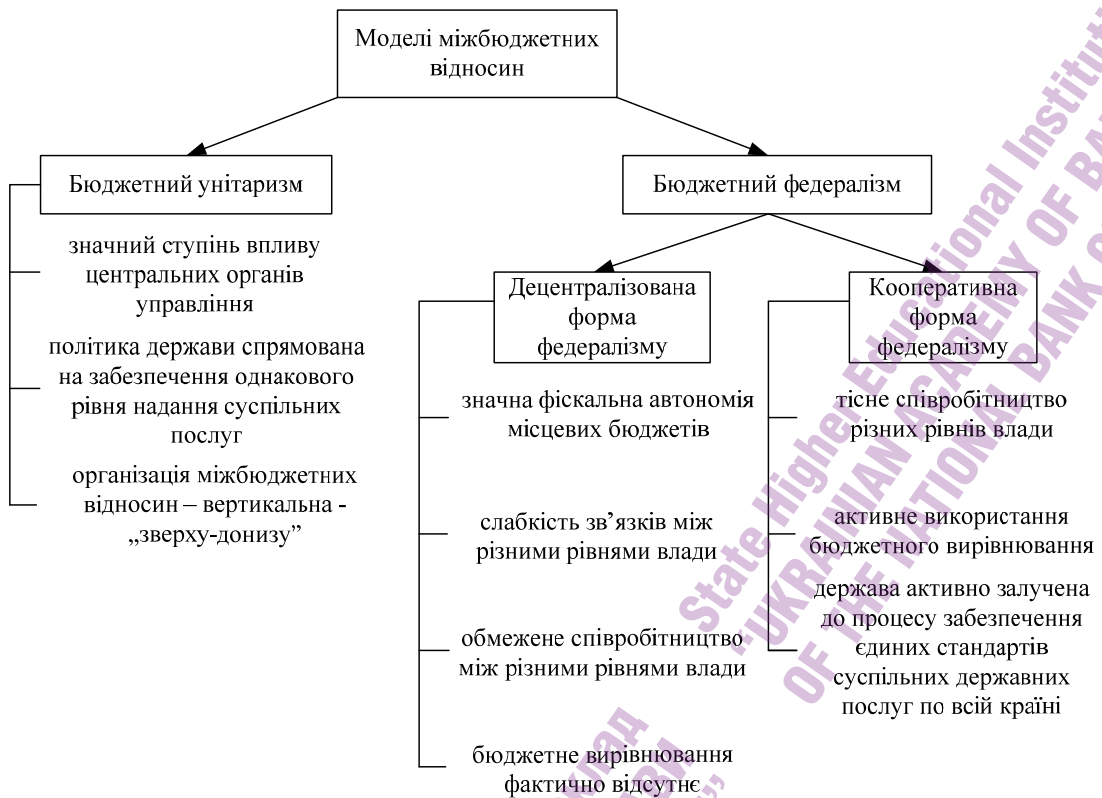 Моделі міжбюджетних
відносин
Бюджетний унітаризм
значний ступінь впливу
центральних органів
управління
політика держави спрямована
на забезпечення однакового
рівня надання суспільних
послуг
організація міжбюджетних
відносин – вертикальна -
„зверху-донизу”
Бюджетний федералізм
Децентралізована
форма
федералізму
значна фіскальна автономія
місцевих бюджетів
слабкість зв’язків між
різними рівнями влади
обмежене співробітництво
між різними рівнями влади
бюджетне вирівнювання
фактично відсутнє
Кооперативна
форма
федералізму
тісне співробітництво
різних рівнів влади
активне використання
бюджетного вирівнювання
держава активно залучена
до процесу забезпечення
єдиних стандартів
суспільних державних
послуг по всій країні
State Higher Educational
“UKRAINIAN ACADEMY OF
OF THE NATIONAL BANK